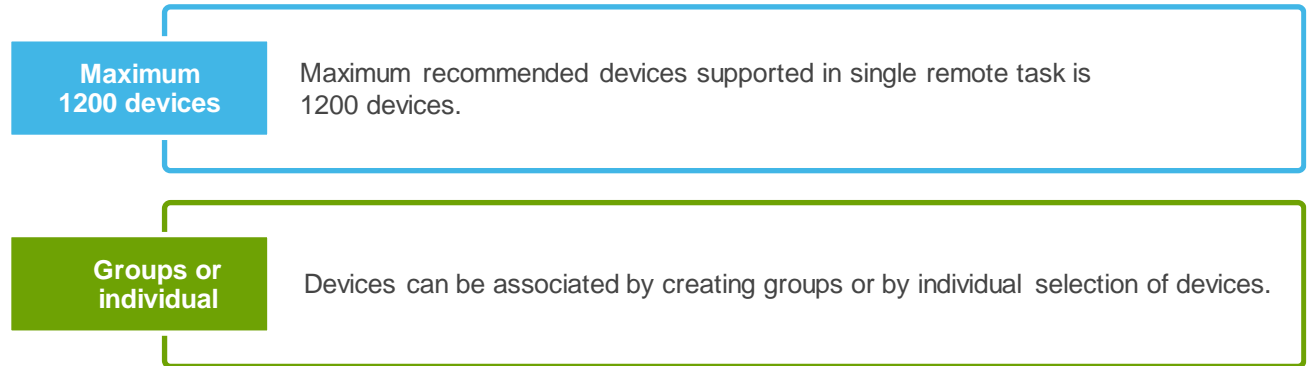 Maximum
1200 devices
Maximum recommended devices supported in single remote task is
1200 devices.
Groups or
individual
Devices can be associated by creating groups or by individual selection of devices.